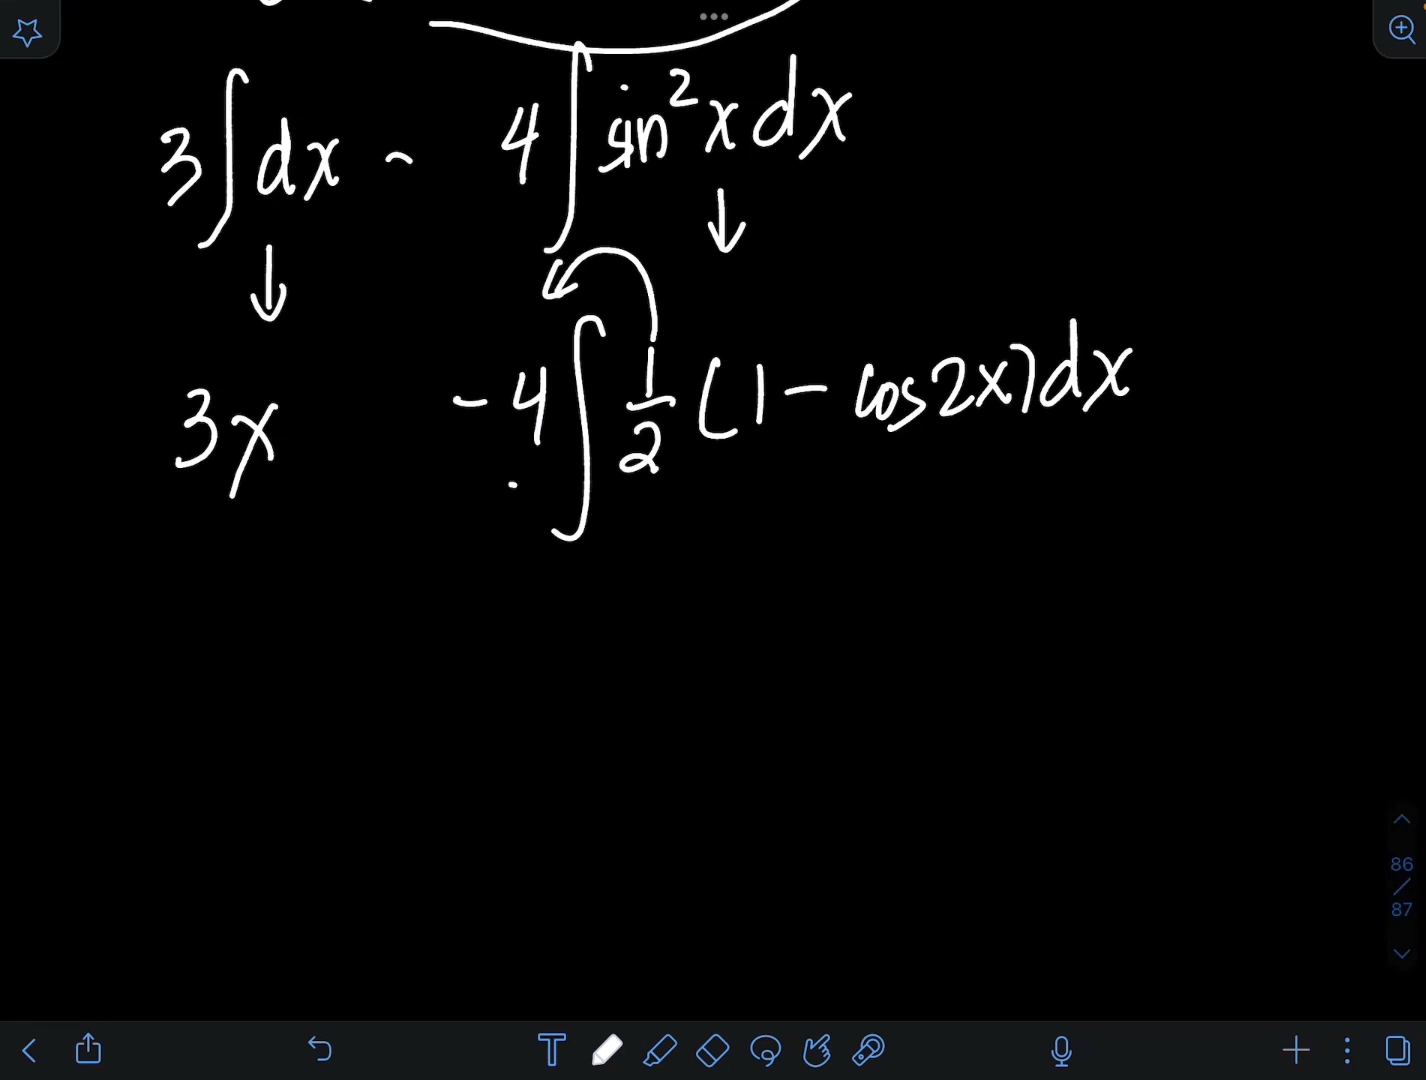 3∫dx - 4∫sin²x dx
↓ ↓
3x -4∫½(1 - cos2x)dx
86
/
87
T